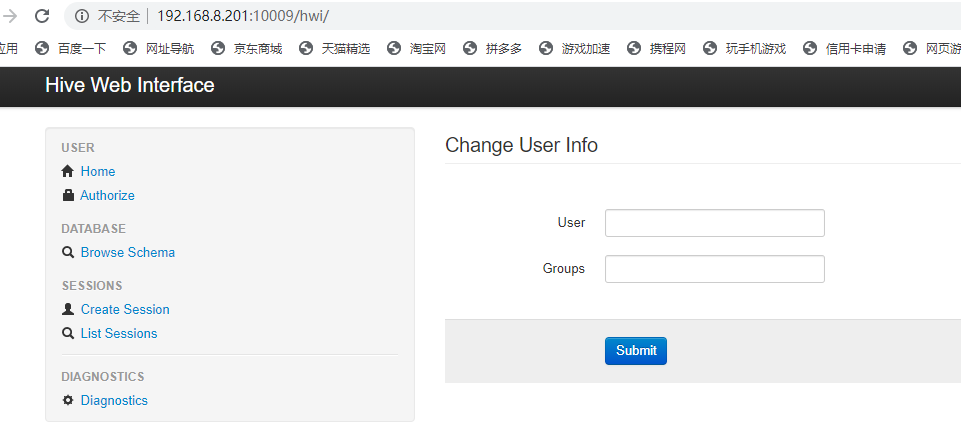 不安全 192.168.8.201:10009/hwi/
应用 百度一下 网址导航 京东商城 天猫精选 淘宝网 拼多多 游戏加速 携程网 玩手机游戏 信用卡申请 网页游
Hive Web Interface
USER
Home
Authorize
DATABASE
Browse Schema
SESSIONS
Create Session
List Sessions
DIAGNOSTICS
Diagnostics
Change User Info
User
Groups
Submit